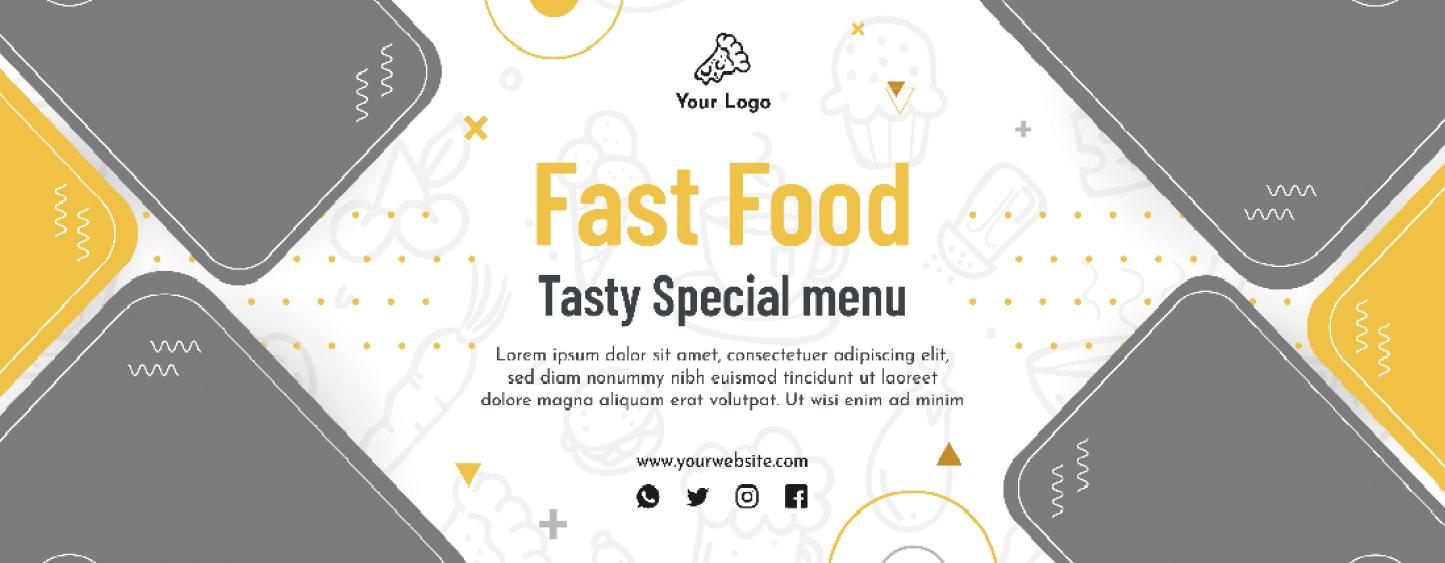 Your Logo
Fast Food
Tasty Special menu
Lorem ipsum dolor sit amet, consectetuer adipiscing elit,
sed diam nonummy nibh euismod tincidunt ut laoreet
dolore magna aliquam erat volutpat. Ut wisi enim ad minim
www.yourwebsite.com